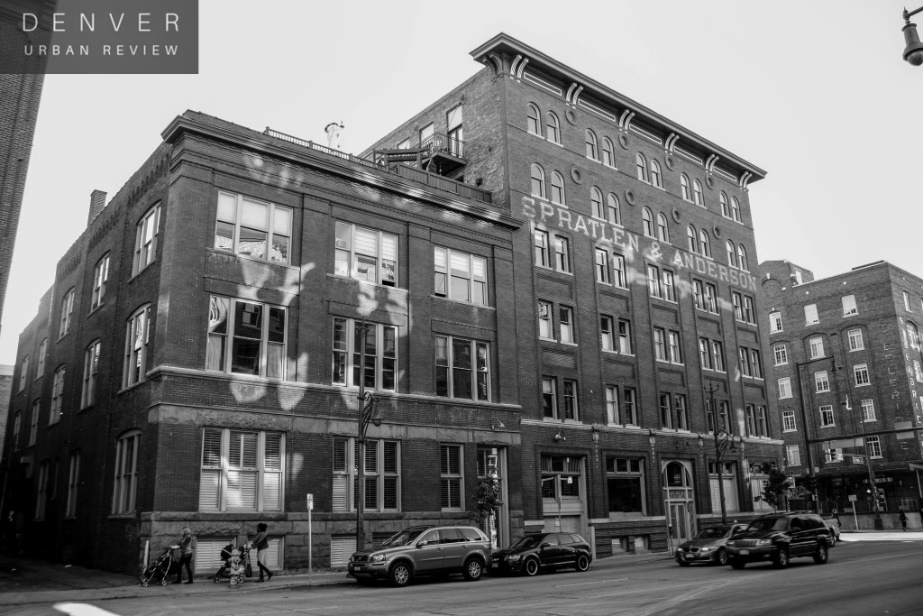 DENVER
URBAN REVIEW
SPRATLEN & ANDERSON